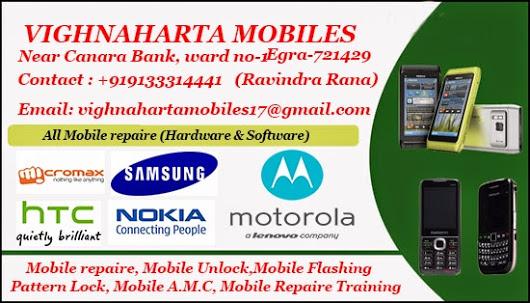 VIGHNAHARTA MOBILES
Near Canara Bank, ward no-1 Egra-721429
Contact : +919133314441 (Ravindra Rana)
Email: vighnahartamobiles17@gmail.com
All Mobile repaire (Hardware & Software)
micromax
nothing like anything
SAMSUNG
htc
quietly brilliant
NOKIA
Connecting People
motorola
a lenovo company
Mobile repaire, Mobile Unlock,Mobile Flashing
Pattern Lock, Mobile A.M.C, Mobile Repaire Training